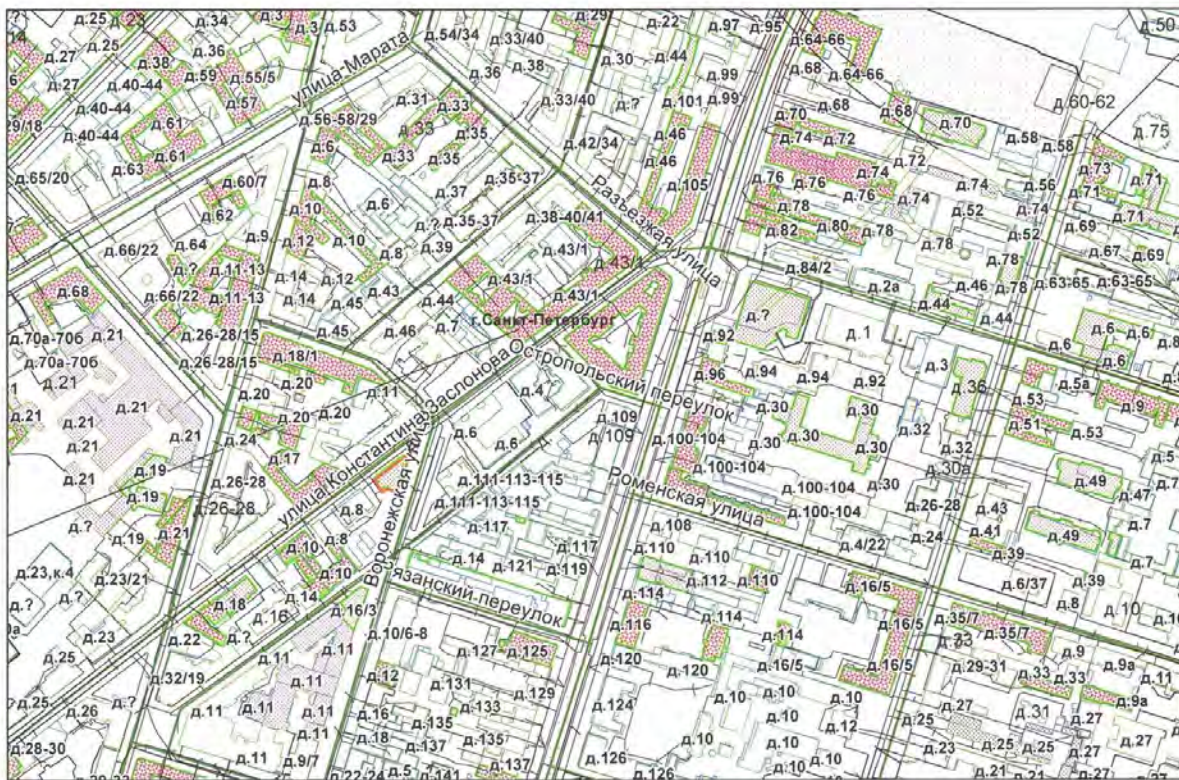 д.25
д.23
д.34
д.3
д.53
д.54/34
д.33/40
д.29
д.22
д.97
д.95
д.50
д.27
д.25
д.36
д.38
д.59
д.55/5
улица Марата
д.36
д.38
д.30
д.44
д.99
д.64-66
д.68
д.64-66
д.27
д.40-44
д.40-44
д.57
д.31
д.33
д.33/40
д.?
д.101
д.99
д.68
д.68
д.70
д.60-62
д.75
29/18
д.40-44
д.61
д.56-58/29
д.33
д.35
д.42/34
д.46
д.70
д.74
д.72
д.58
д.58
д.65/20
д.63
д.61
д.6
д.33
д.35
д.46
д.72
д.74
д.73
д.71
д.60/7
д.8
д.37
д.35-37
Разъезжая улица
д.105
д.76
д.76
д.76
д.74
д.74
д.56
д.71
д.62
д.10
д.6
д.?
д.35-37
д.38-40/41
д.78
д.52
д.74
д.71
д.66/22
д.64
д.9
д.12
д.10
д.8
д.39
д.43/1
д.82
д.80
д.78
д.78
д.52
д.69
д.67
д.69
д.?
д.11-13
д.14
д.12
д.43
д.43/1
д.43/1
д.84/2
д.2а
д.78
д.78
д.63-65
д.63-65
д.68
д.66/22
д.11-13
д.14
д.45
д.44
д.43/1
д.46
д.44
д.44
д.70а-70б
д.21
д.26-28/15
д.45
д.46
д.7
г.Санкт-Петербург
д.92
д.?
д.1
д.6
д.6
д.6
д.8
д.70а-70б
д.21
д.26-28/15
д.18/1
д.20
д.11
Остропольский переулок
д.96
д.94
д.94
д.92
д.3
д.36
д.5а
д.21
д.21
д.20
д.20
д.20
улица Константина Заслонова
д.4
д.109
д.109
д.30
д.30
д.53
д.9
д.21
д.21
д.24
д.17
д.6
д.6
д.100-104
д.30
д.30
д.30
д.32
д.32
д.51
д.53
д.21
д.19
д.26-28
д.111-113-115
д.100-104
д.100-104
д.30
д.30а
д.5
д.19
д.26-28
д.8
д.111-113-115
Роменская улица
д.100-104
д.26-28
д.43
д.49
д.47
д.?
д.19
д.21
д.8
Воронежская улица
д.117
д.117
д.108
д.4/22
д.24
д.41
д.39
д.49
д.7
д.7
д.23,к.4
д.23/21
д.10
д.10
д.14
д.121
д.119
д.110
д.110
д.112
д.110
д.6/37
д.39
д.?
д.18
д.16
д.14
д.16/3
язанский переулок
д.114
д.16/5
д.8
д.10
д.23
д.22
д.?
д.11
д.10/6-8
д.127
д.125
д.116
д.114
д.114
д.16/5
д.35/7
д.33
д.35/7
д.9
д.25
д.32/19
д.11
д.12
д.131
д.129
д.120
д.120
д.16/5
д.16/5
д.29-31
д.33
д.33
д.9а
д.11
д.25
д.?
д.26
д.11
д.11
д.11
д.16
д.133
д.135
д.124
д.10
д.10
д.10
д.12
д.27
д.31
д.27
д.9а
д.28-30
д.11
д.11
д.18
д.137
д.135
д.126
д.10
д.10
д.25
д.23
д.25
д.25
д.27
д.27
д.9/7
д.22-24
д.5
д.141
д.137
д.126
д.10
д.10
д.21
д.21
д.27